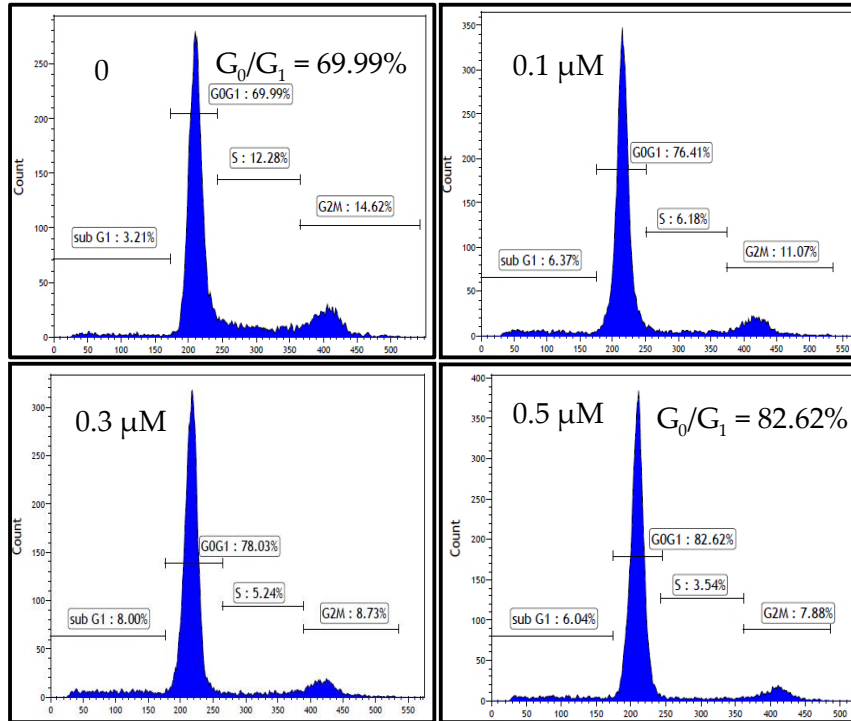 0
G₀/G₁ = 69.99%
G0G1 : 69.99%
S : 12.28%
G2M : 14.62%
sub G1 : 3.21%
Count
250
200
150
100
50
0
0 50 100 150 200 250 300 350 400 450 500
0.1 µM
G0G1 : 76.41%
S : 6.18%
G2M : 11.07%
sub G1 : 6.37%
Count
350
300
250
200
150
100
50
0
0 50 100 150 200 250 300 350 400 450 500 550
0.3 µM
G0G1 : 78.03%
S : 5.24%
G2M : 8.73%
sub G1 : 8.00%
Count
300
250
200
150
100
50
0
0 50 100 150 200 250 300 350 400 450 500 550
0.5 µM
G₀/G₁ = 82.62%
G0G1 : 82.62%
S : 3.54%
G2M : 7.88%
sub G1 : 6.04%
Count
400
350
300
250
200
150
100
50
0
0 50 100 150 200 250 300 350 400 450 500 550